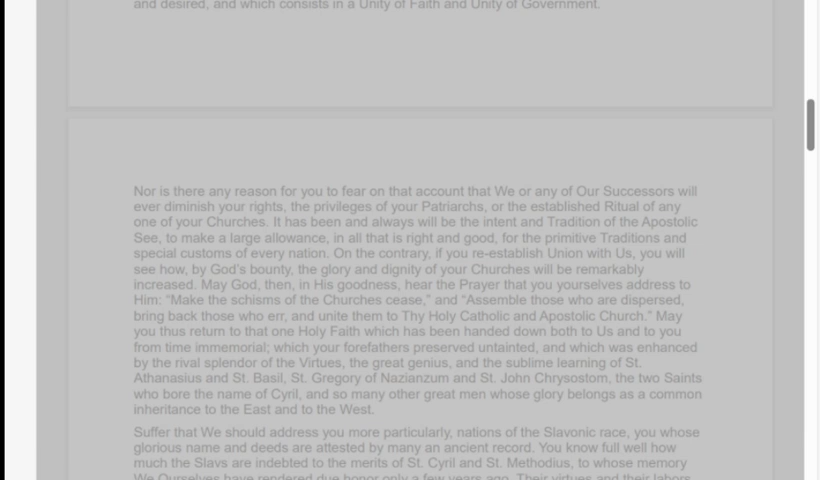 and desired, and which consists in a Unity of Faith and Unity of Government.
Nor is there any reason for you to fear on that account that We or any of Our Successors will
ever diminish your rights, the privileges of your Patriarchs, or the established Ritual of any
one of your Churches. It has been and always will be the intent and Tradition of the Apostolic
See, to make a large allowance, in all that is right and good, for the primitive Traditions and
special customs of every nation. On the contrary, if you re-establish Union with Us, you will
see how, by God's bounty, the glory and dignity of your Churches will be remarkably
increased. May God, then, in His goodness, hear the Prayer that you yourselves address to
Him: “Make the schisms of the Churches cease,” and “Assemble those who are dispersed,
bring back those who err, and unite them to Thy Holy Catholic and Apostolic Church.” May
you thus return to that one Holy Faith which has been handed down both to Us and to you
from time immemorial; which your forefathers preserved untainted, and which was enhanced
by the rival splendor of the Virtues, the great genius, and the sublime learning of St.
Athanasius and St. Basil, St. Gregory of Nazianzum and St. John Chrysostom, the two Saints
who bore the name of Cyril, and so many other great men whose glory belongs as a common
inheritance to the East and to the West.
Suffer that We should address you more particularly, nations of the Slavonic race, you whose
glorious name and deeds are attested by many an ancient record. You know full well how
much the Slavs are indebted to the merits of St. Cyril and St. Methodius, to whose memory
We Ourselves have rendered due honor only a few years ago. Their virtues and their labors